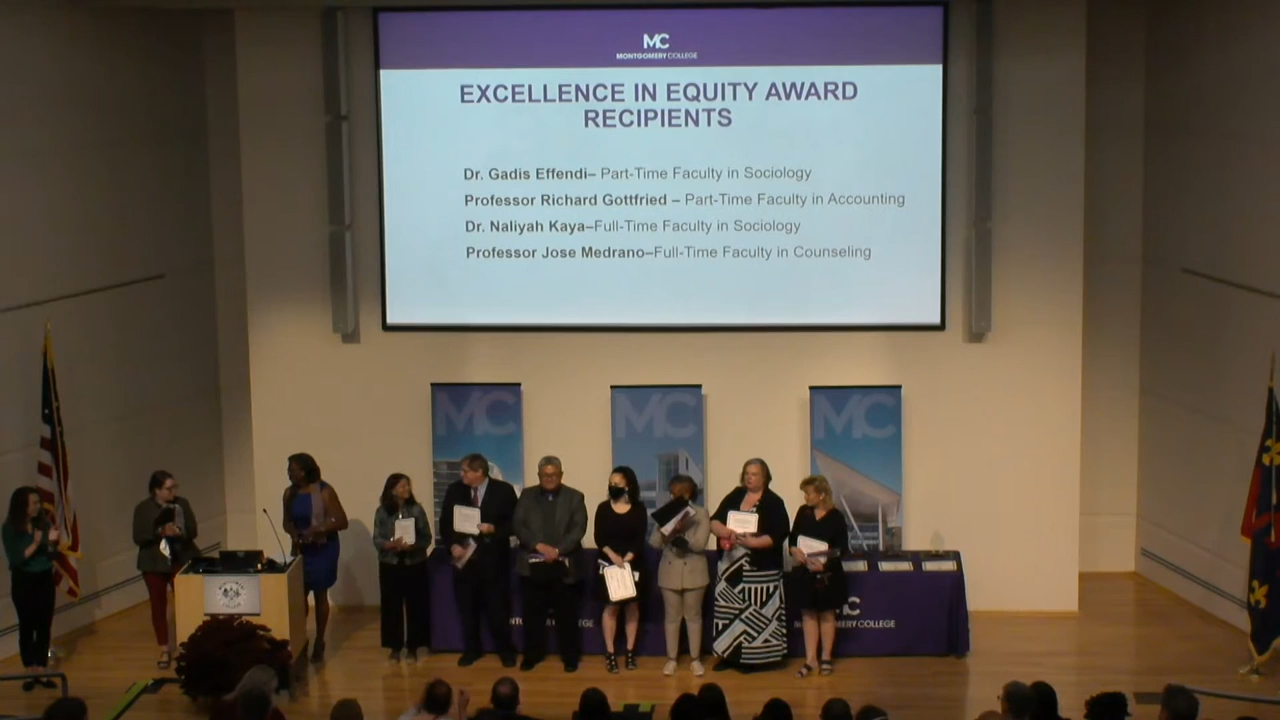 MC
MONTGOMERY COLLEGE
EXCELLENCE IN EQUITY AWARD
RECIPIENTS
Dr. Gadis Effendi– Part-Time Faculty in Sociology
Professor Richard Gottfried – Part-Time Faculty in Accounting
Dr. Naliyah Kaya–Full-Time Faculty in Sociology
Professor Jose Medrano–Full-Time Faculty in Counseling
MC
MC
MC
MC
MONTGOMERY COLLEGE